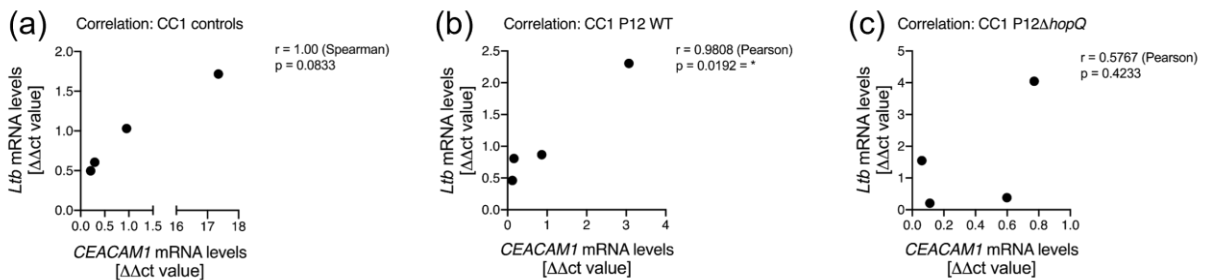 (a)
Correlation: CC1 controls
r = 1.00 (Spearman)
p = 0.0833
Ltb mRNA levels
[ΔΔct value]
2.0
1.5
1.0
0.5
0.0
0.0 0.5 1.0 1.5 16 17 18
CEACAM1 mRNA levels
[ΔΔct value]
(b)
Correlation: CC1 P12 WT
r = 0.9808 (Pearson)
p = 0.0192 = *
Ltb mRNA levels
[ΔΔct value]
2.5
2.0
1.5
1.0
0.5
0.0
0 1 2 3 4
CEACAM1 mRNA levels
[ΔΔct value]
(c)
Correlation: CC1 P12ΔhopQ
r = 0.5767 (Pearson)
p = 0.4233
Ltb mRNA levels
[ΔΔct value]
5
4
3
2
1
0
0.0 0.2 0.4 0.6 0.8 1.0
CEACAM1 mRNA levels
[ΔΔct value]